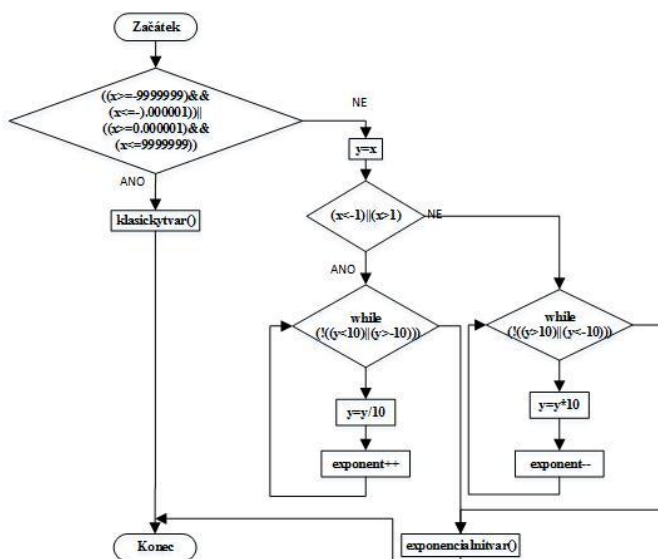 Začátek
((x>=-9999999)&&
(x<=-).000001))||
((x>=0.000001)&&
(x<=9999999))
NE
y=x
ANO
klasickytvar()
(x<-1)||(x>1)
NE
ANO
while
(!((y<10)||(y>-10)))
while
(!((y>10)||(y<-10)))
y=y/10
y=y*10
exponent++
exponent--
Konec
exponencialnitvar()